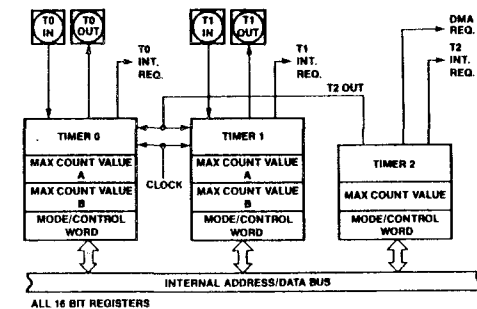 T0
IN
T0
OUT
T1
IN
T1
OUT
DMA
REQ.
T0
INT.
REQ.
T1
INT.
REQ.
T2
INT.
REQ.
T2 OUT
TIMER 0
MAX COUNT VALUE
A
MAX COUNT VALUE
B
MODE/CONTROL
WORD
CLOCK
TIMER 1
MAX COUNT VALUE
A
MAX COUNT VALUE
B
MODE/CONTROL
WORD
TIMER 2
MAX COUNT VALUE
MODE/CONTROL
WORD
INTERNAL ADDRESS/DATA BUS
ALL 16 BIT REGISTERS